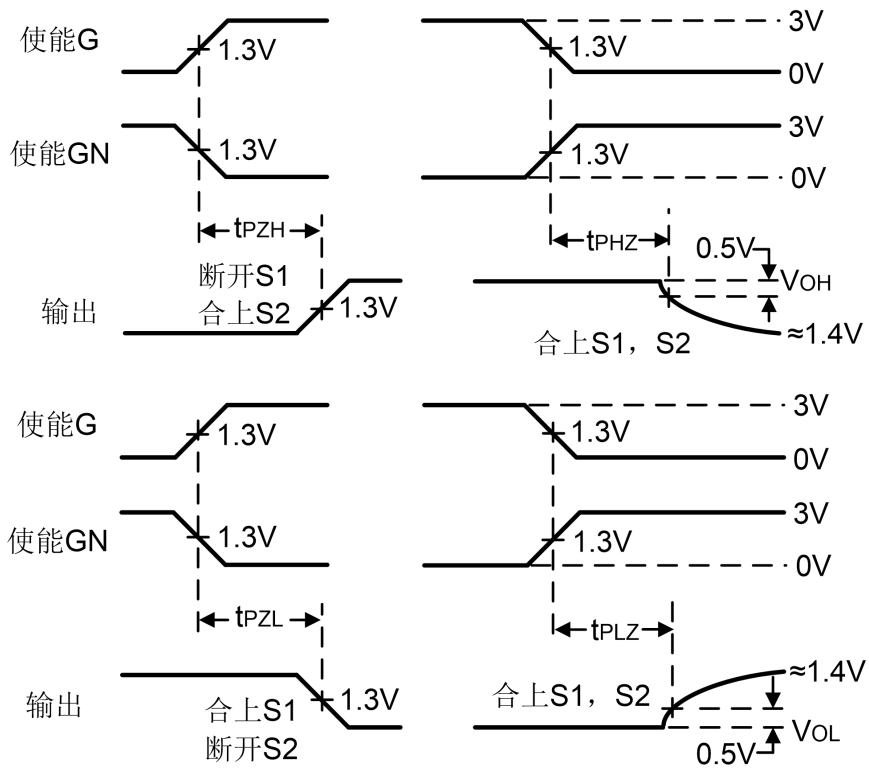 使能G
1.3V
1.3V
3V
0V
使能GN
1.3V
1.3V
3V
0V
tPZH
tPHZ
0.5V
断开S1
合上S2
输出
1.3V
VOH
合上S1，S2
≈1.4V
使能G
1.3V
1.3V
3V
0V
使能GN
1.3V
1.3V
3V
0V
tPZL
tPLZ
输出
合上S1
断开S2
1.3V
合上S1，S2
≈1.4V
VOL
0.5V